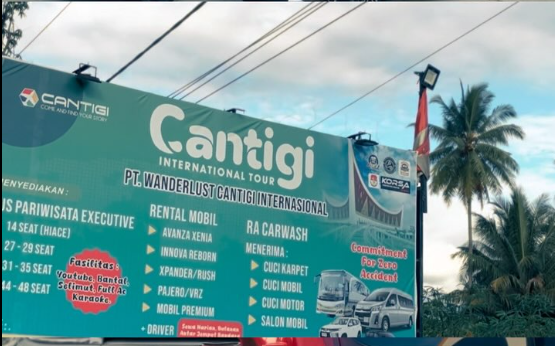 CANTIGI
COME AND FIND YOUR STORY
Cantigi
INTERNATIONAL TOUR
PT. WANDERLUST CANTIGI INTERNASIONAL
KORSA
MENYEDIAKAN :
US PARIWISATA EXECUTIVE
14 SEAT (HIACE)
27 - 29 SEAT
31 - 35 SEAT
44 - 48 SEAT
Fasilitas:
Youtube, Bantal,
Selimut, Full Ac
Karaoke.
RENTAL MOBIL
AVANZA XENIA
INNOVA REBORN
XPANDER/RUSH
PAJERO/VRZ
MOBIL PREMIUM
+ DRIVER
Antar Jemput Bandara
RA CARWASH
MENERIMA :
CUCI KARPET
CUCI MOBIL
CUCI MOTOR
SALON MOBIL
Commitment
For Zero
Accident